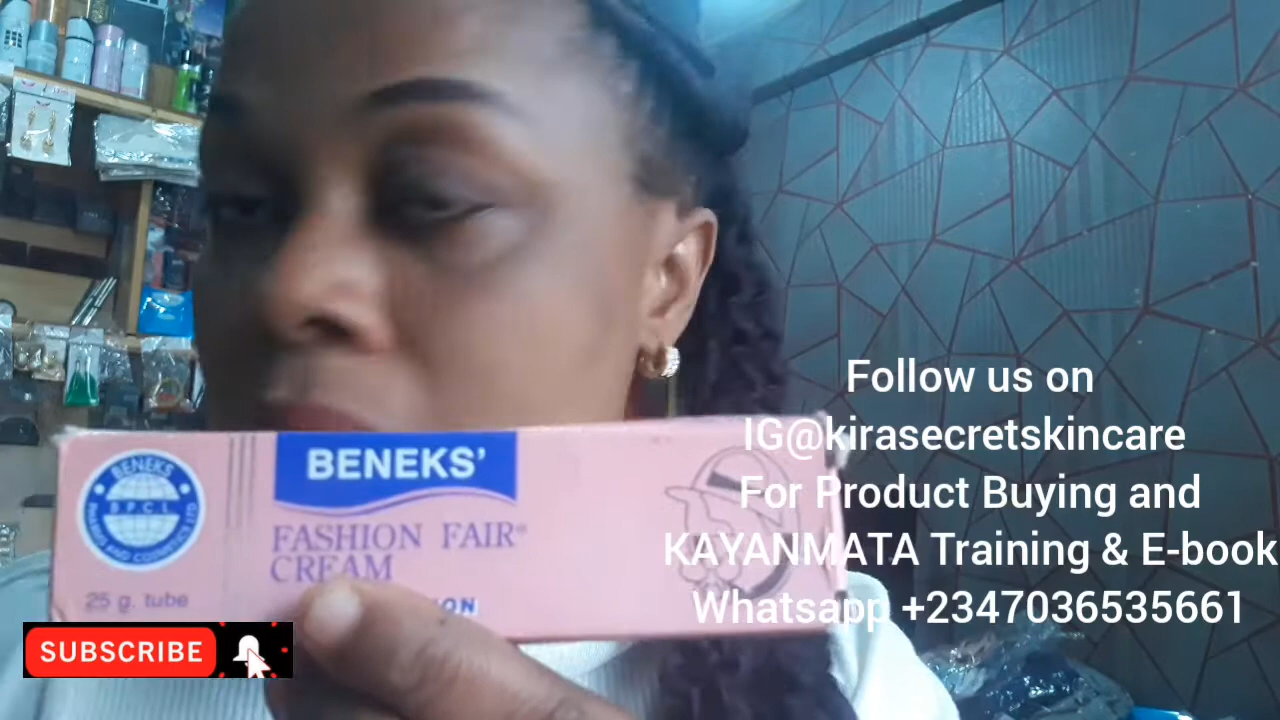 BENEKS
B P C L
BENEKS'
FASHION FAIR®
CREAM
25 g. tube
SUBSCRIBE
Follow us on
IG@kirasecretskincare
For Product Buying and
KAYANMATA Training & E-book
Whatsapp +2347036535661